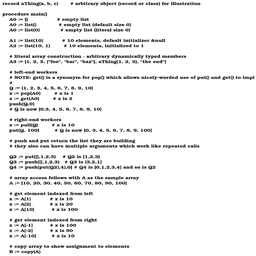 record aThing(a, b, c) # arbitrary object (record or class) for illustration
procedure main()
A0 := [] # empty list
A0 := list() # empty list (default size 0)
A0 := list(0) # empty list (literal size 0)
A1 := list(10) # 10 elements, default initializer &null
A2 := list(10, 1) # 10 elements, initialized to 1
# literal array construction - arbitrary dynamically typed members
A3 := [1, 2, 3, ["foo", "bar", "baz"], aThing(1, 2, 3), "the end"]
# left-end workers
# NOTE: get() is a synonym for pop() which allows nicely-worded use of put() and get() to impl
#
Q := [1, 2, 3, 4, 5, 6, 7, 8, 9, 10]
x := pop(A0) # x is 1
x := get(A0) # x is 2
push(Q,0)
# Q is now [0,3, 4, 5, 6, 7, 8, 9, 10]
# right-end workers
x := pull(Q) # x is 10
put(Q, 100) # Q is now [0, 3, 4, 5, 6, 7, 8, 9, 100]
# push and put return the list they are building
# they also can have multiple arguments which work like repeated calls
Q2 := put([],1,2,3) # Q2 is [1,2,3]
Q3 := push([],1,2,3) # Q3 is [3,2,1]
Q4 := push(put(Q2),4),0] # Q4 is [0,1,2,3,4] and so is Q2
# array access follows with A as the sample array
A := [10, 20, 30, 40, 50, 60, 70, 80, 90, 100]
# get element indexed from left
x := A[1] # x is 10
x := A[2] # x is 20
x := A[10] # x is 100
# get element indexed from right
x := A[-1] # x is 100
x := A[-2] # x is 90
x := A[-10] # x is 10
# copy array to show assignment to elements
B := copy(A)